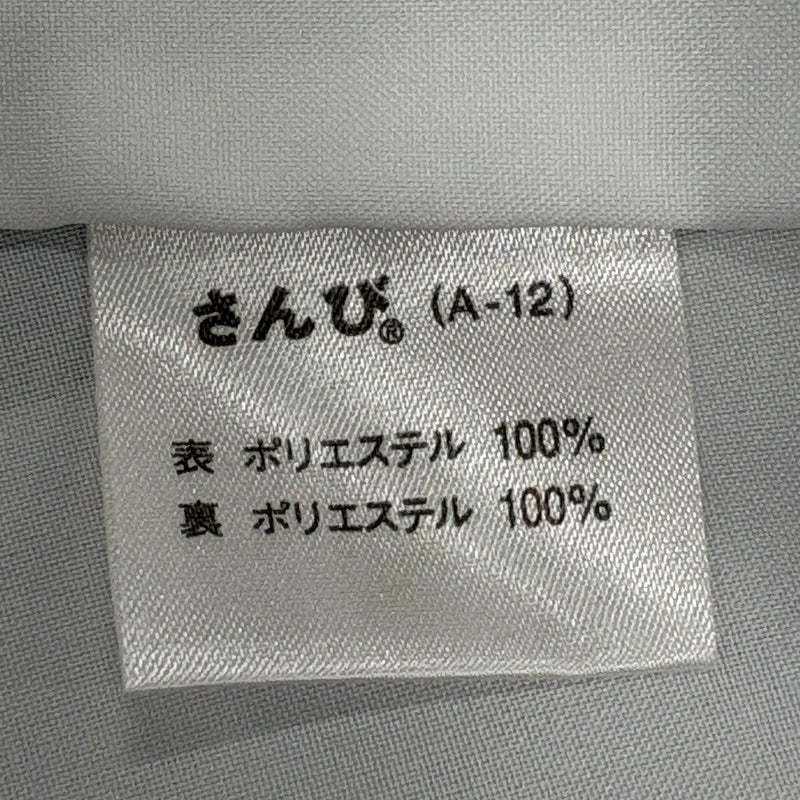 さんび® (A-12)
表 ポリエステル 100%
裏 ポリエステル 100%